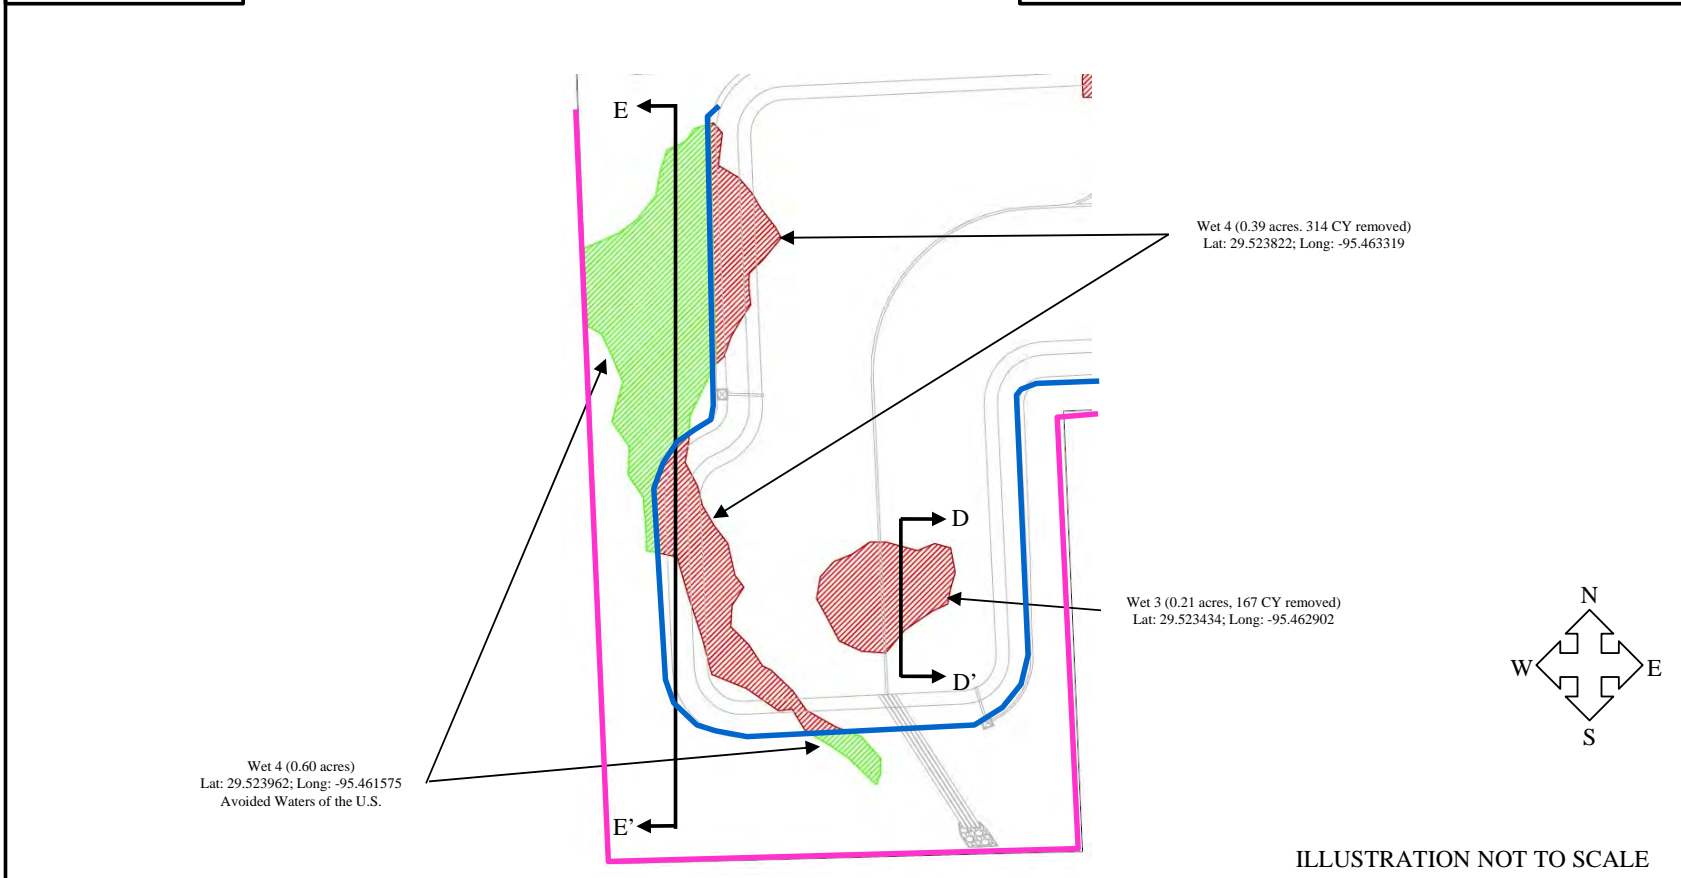 E
Wet 4 (0.39 acres. 314 CY removed)
Lat: 29.523822; Long: -95.463319
D
Wet 3 (0.21 acres, 167 CY removed)
Lat: 29.523434; Long: -95.462902
N
W
E
S
D'
Wet 4 (0.60 acres)
Lat: 29.523962; Long: -95.461575
Avoided Waters of the U.S.
E'
ILLUSTRATION NOT TO SCALE